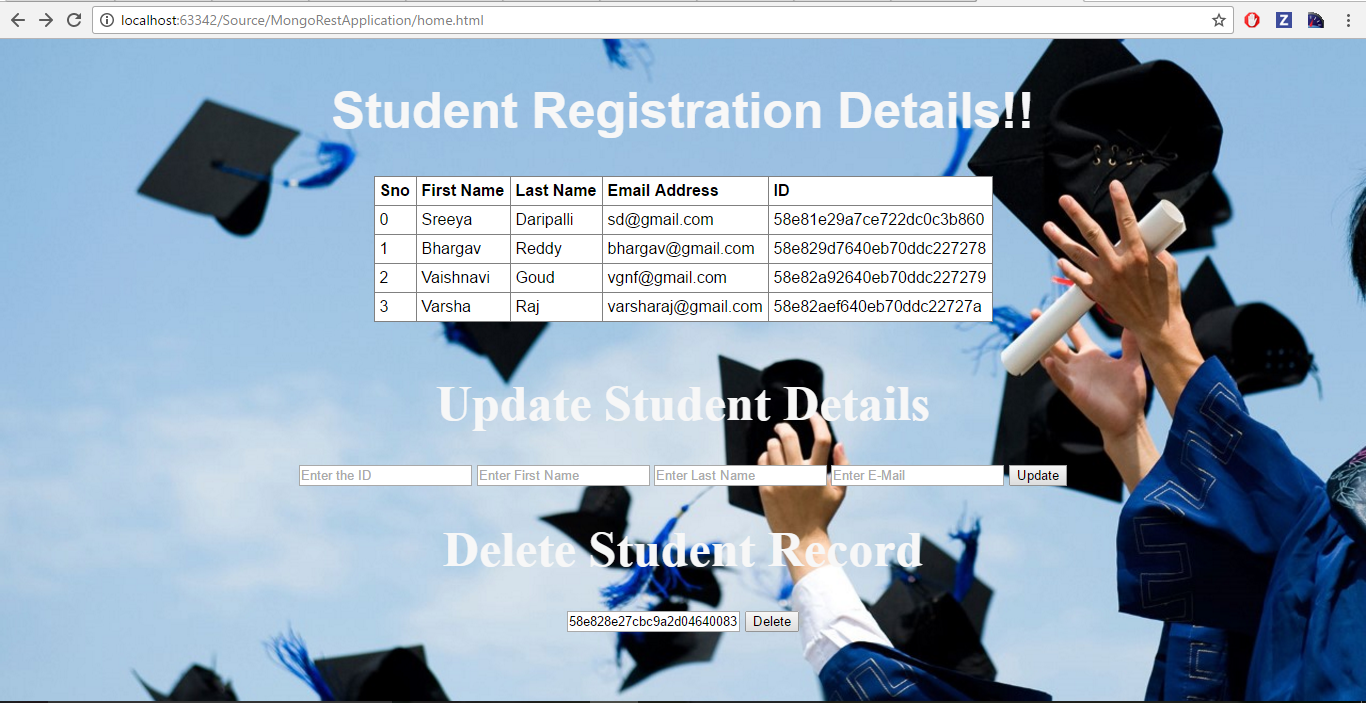 localhost:63342/Source/MongoRestApplication/home.html
Z
Student Registration Details!!
Sno First Name Last Name Email Address ID
0 Sreeya Daripalli sd@gmail.com 58e81e29a7ce722dc0c3b860
1 Bhargav Reddy bhargav@gmail.com 58e829d7640eb70ddc227278
2 Vaishnavi Goud vgnf@gmail.com 58e82a92640eb70ddc227279
3 Varsha Raj varsharaj@gmail.com 58e82aef640eb70ddc22727a
Update Student Details
Enter the ID Enter First Name Enter Last Name Enter E-Mail Update
Delete Student Record
58e828e27cbc9a2d04640083 Delete